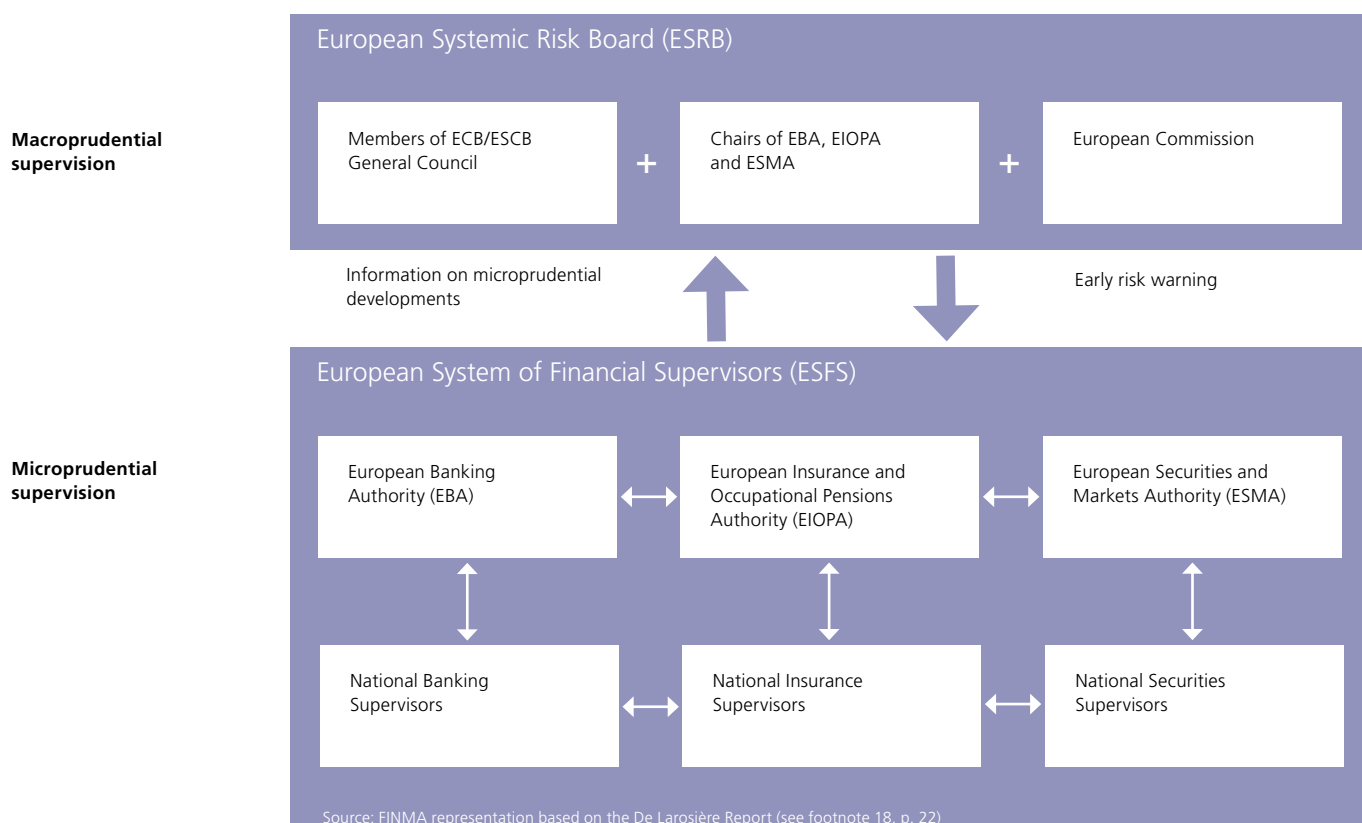 European Systemic Risk Board (ESRB)
Macroprudential
supervision
Members of ECB/ESCB
General Council
+
Chairs of EBA, EIOPA
and ESMA
+
European Commission
Information on microprudential
developments
Early risk warning
European System of Financial Supervisors (ESFS)
Microprudential
supervision
European Banking
Authority (EBA)
European Insurance and
Occupational Pensions
Authority (EIOPA)
European Securities and
Markets Authority (ESMA)
National Banking
Supervisors
National Insurance
Supervisors
National Securities
Supervisors
Source: FINMA representation based on the De Larosière Report (see footnote 18, p. 22)